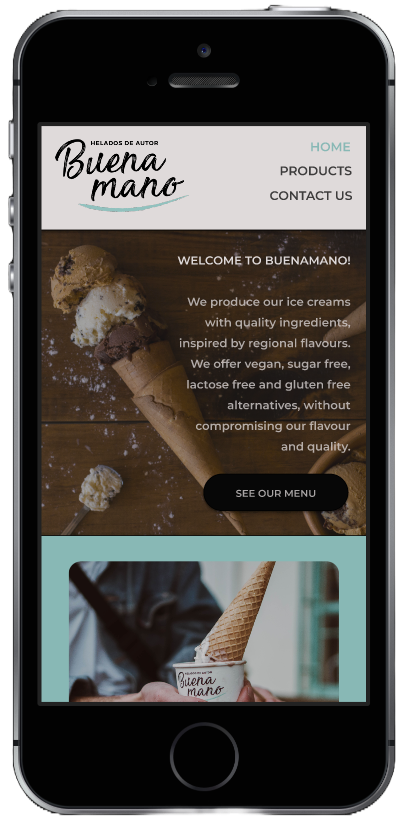 HELADOS DE AUTOR
Buena
mano
HOME
PRODUCTS
CONTACT US
WELCOME TO BUENAMANO!
We produce our ice creams
with quality ingredients,
inspired by regional flavours.
We offer vegan, sugar free,
lactose free and gluten free
alternatives, without
compromising our flavour
and quality.
SEE OUR MENU
HELADOS DE AUTOR
Buena
mano